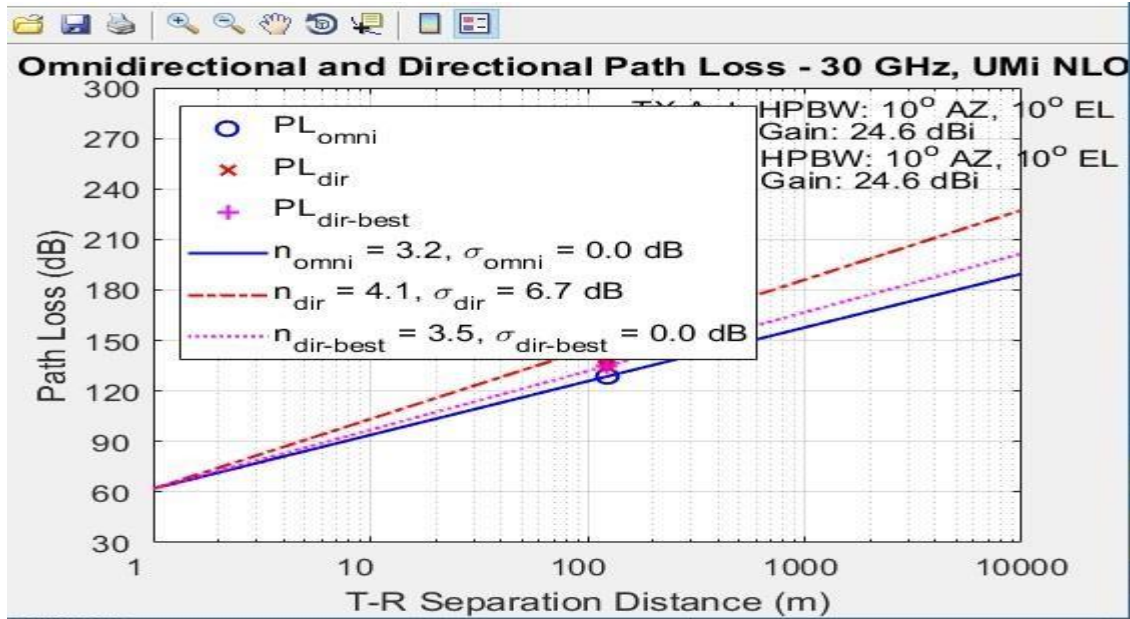 Omnidirectional and Directional Path Loss - 30 GHz, UMi NLO
HPBW: 10° AZ, 10° EL
Gain: 24.6 dBi
HPBW: 10° AZ, 10° EL
Gain: 24.6 dBi
PL_omni
PL_dir
PL_dir-best
n_omni = 3.2, σ_omni = 0.0 dB
n_dir = 4.1, σ_dir = 6.7 dB
n_dir-best = 3.5, σ_dir-best = 0.0 dB
Path Loss (dB)
300
270
240
210
180
150
120
90
60
30
1 10 100 1000 10000
T-R Separation Distance (m)